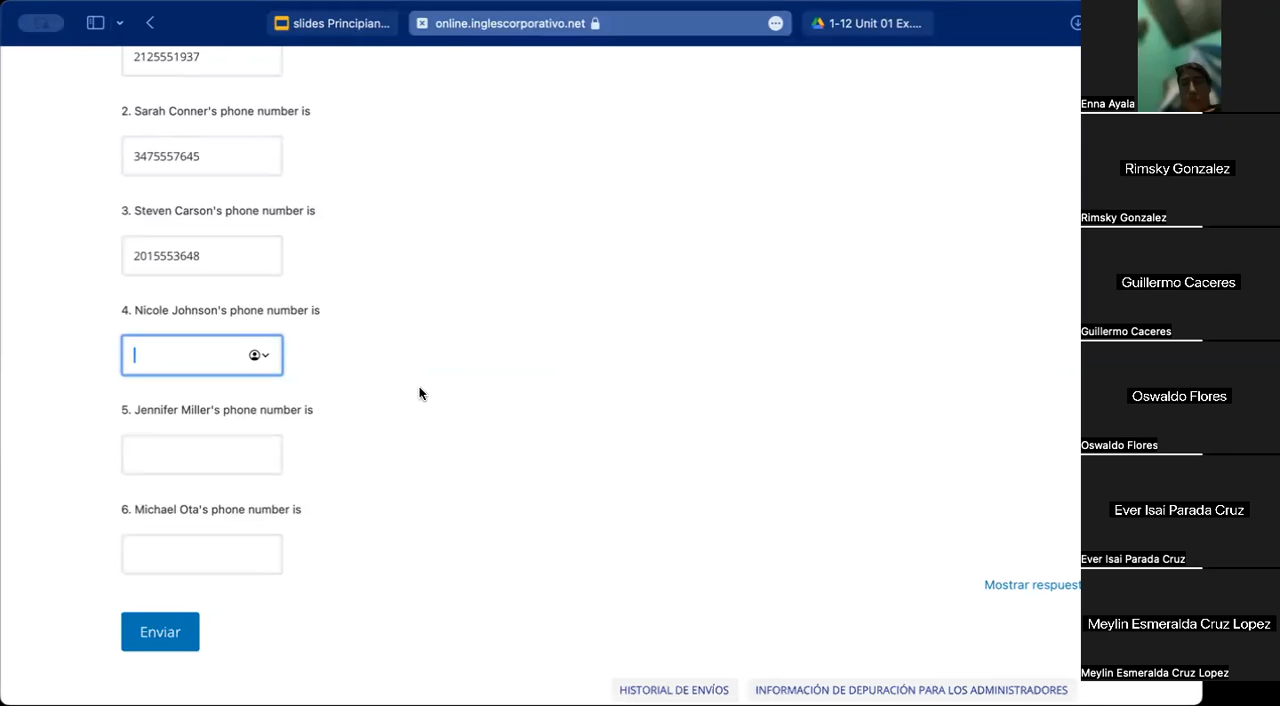 slides Principian...
online.inglescorporativo.net
1-12 Unit 01 Ex....
2125551937
2. Sarah Conner's phone number is
3475557645
3. Steven Carson's phone number is
2015553648
4. Nicole Johnson's phone number is
5. Jennifer Miller's phone number is
6. Michael Ota's phone number is
Mostrar respuest
Enviar
HISTORIAL DE ENVÍOS
INFORMACIÓN DE DEPURACIÓN PARA LOS ADMINISTRADORES
Enna Ayala
Rimsky Gonzalez
Rimsky Gonzalez
Guillermo Caceres
Guillermo Caceres
Oswaldo Flores
Oswaldo Flores
Ever Isai Parada Cruz
Ever Isai Parada Cruz
Meylin Esmeralda Cruz Lopez
Meylin Esmeralda Cruz Lopez